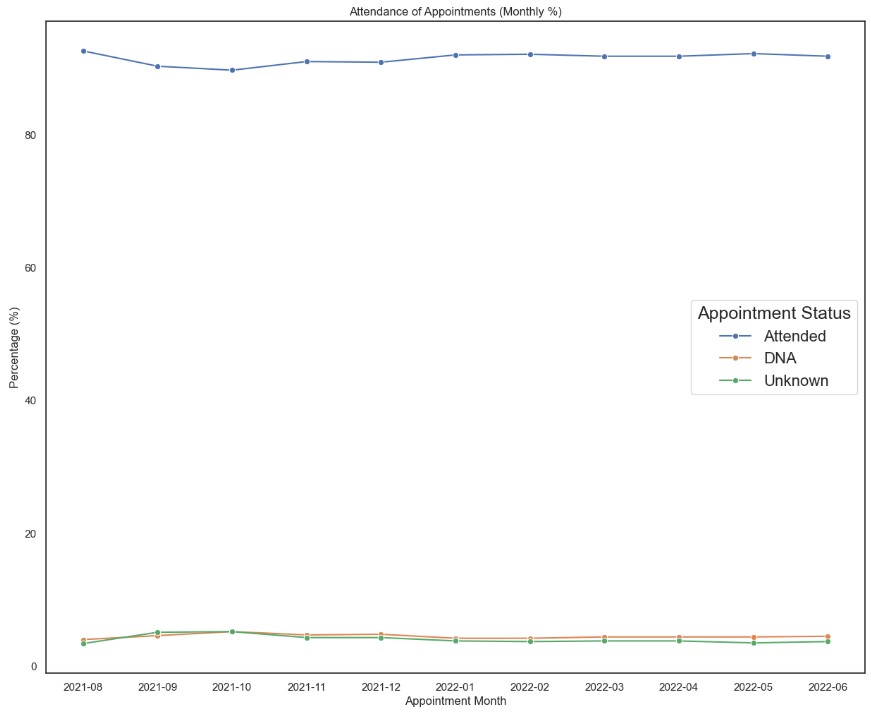 Attendance of Appointments (Monthly %)
80
60
40
20
0
Percentage (%)
Appointment Status
Attended
DNA
Unknown
2021-08 2021-09 2021-10 2021-11 2021-12 2022-01 2022-02 2022-03 2022-04 2022-05 2022-06
Appointment Month